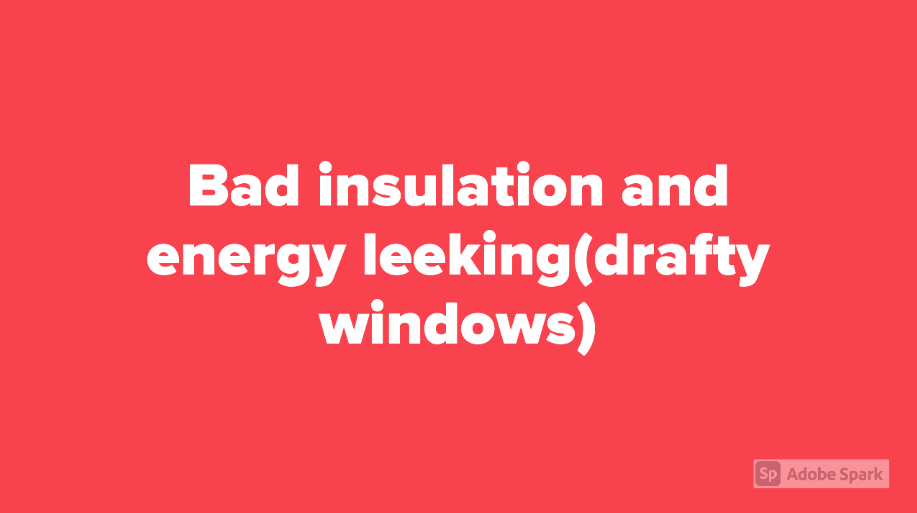 Bad insulation and
energy leeking(drafty
windows)
Sp Adobe Spark